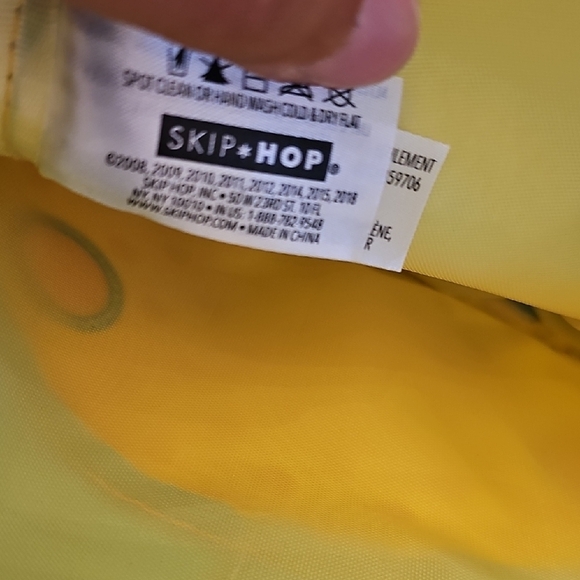 SPOT CLEAN OR HAND WASH COLD & DRY FLAT
SKIP*HOP®
©2008, 2009, 2010, 2011, 2012, 2014, 2015, 2018
SKIP HOP, INC • 50 W 23RD ST. 10 FL
NY, NY 10010 • IN US: 1-888-782-9548
WWW.SKIPHOP.COM • MADE IN CHINA
LEMENT
59706
ÈNE,
R